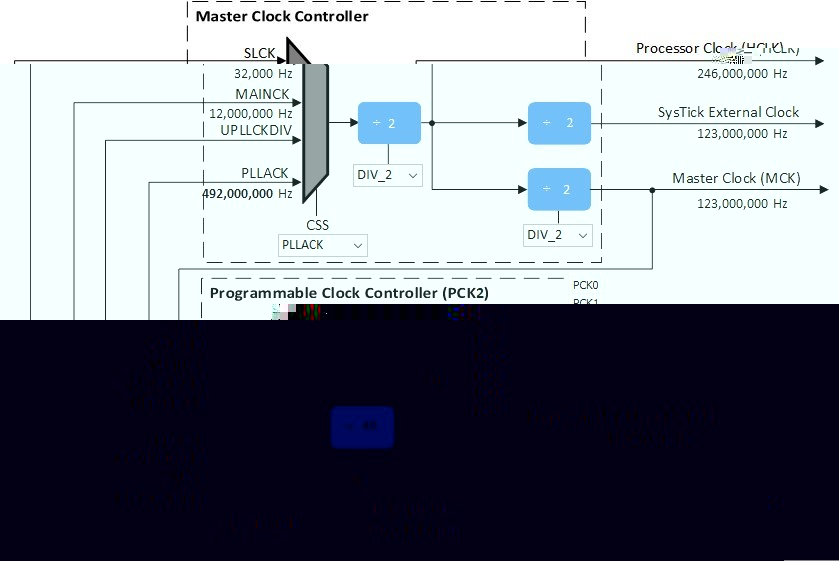 Master Clock Controller
SLCK
Processor Clock (HCLK)
32,000 Hz
246,000,000 Hz
MAINCK
12,000,000 Hz
SysTick External Clock
÷ 2
÷ 2
UPLLCKDIV
123,000,000 Hz
PLLACK
DIV_2
÷ 2
Master Clock (MCK)
492,000,000 Hz
123,000,000 Hz
CSS
DIV_2
PLLACK
Programmable Clock Controller (PCK2)
PCK0
PCK1